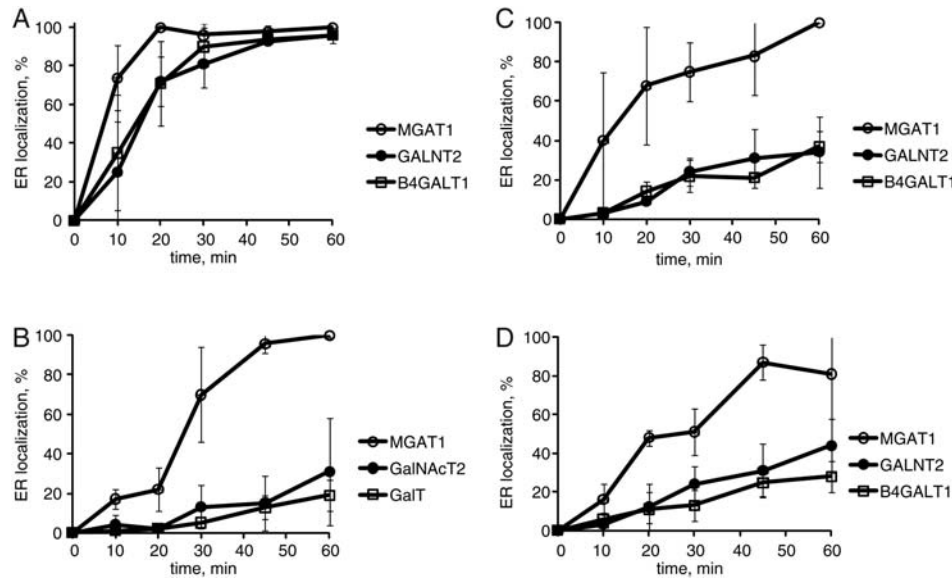 A
ER localization, %
100
80
60
40
20
0
0 10 20 30 40 50 60
time, min
MGAT1
GALNT2
B4GALT1
C
ER localization, %
100
80
60
40
20
0
0 10 20 30 40 50 60
time, min
MGAT1
GALNT2
B4GALT1
B
ER localization, %
100
80
60
40
20
0
0 10 20 30 40 50 60
time, min
MGAT1
GalNAcT2
GalT
D
ER localization, %
100
80
60
40
20
0
0 10 20 30 40 50 60
time, min
MGAT1
GALNT2
B4GALT1